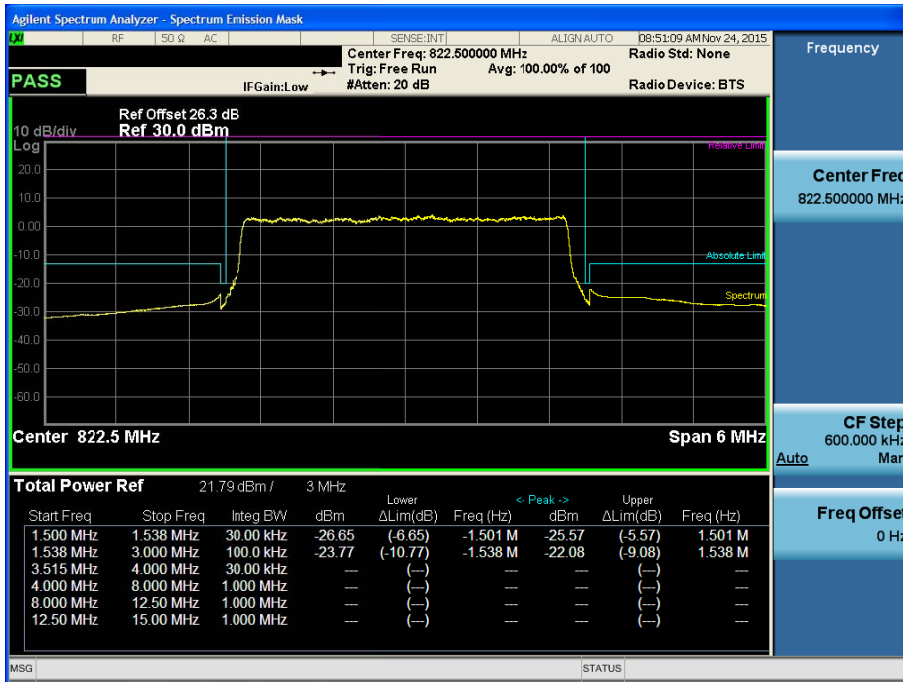 Agilent Spectrum Analyzer - Spectrum Emission Mask
LXI RF 50 Ω AC SENSE:INT ALIGN AUTO 08:51:09 AM Nov 24, 2015
Center Freq: 822.500000 MHz Radio Std: None
Trig: Free Run Avg: 100.00% of 100
PASS IFGain:Low #Atten: 20 dB Radio Device: BTS
Ref Offset 26.3 dB
10 dB/div Ref 30.0 dBm
Log
Relative Limit
20.0
10.0
0.00
-10.0
Absolute Limit
-20.0
Spectrum
-30.0
-40.0
-50.0
-60.0
Center 822.5 MHz Span 6 MHz
Total Power Ref 21.79 dBm / 3 MHz
Lower <- Peak -> Upper
Start Freq Stop Freq Integ BW dBm ΔLim(dB) Freq (Hz) dBm ΔLim(dB) Freq (Hz)
1.500 MHz 1.538 MHz 30.00 kHz -26.65 (-6.65) -1.501 M -25.57 (-5.57) 1.501 M
1.538 MHz 3.000 MHz 100.0 kHz -23.77 (-10.77) -1.538 M -22.08 (-9.08) 1.538 M
3.515 MHz 4.000 MHz 30.00 kHz --- (---) --- --- (---) ---
4.000 MHz 8.000 MHz 1.000 MHz --- (---) --- --- (---) ---
8.000 MHz 12.50 MHz 1.000 MHz --- (---) --- --- (---) ---
12.50 MHz 15.00 MHz 1.000 MHz --- (---) --- --- (---) ---
MSG STATUS
Frequency
Center Freq
822.500000 MHz
CF Step
600.000 kHz
Auto Man
Freq Offset
0 Hz